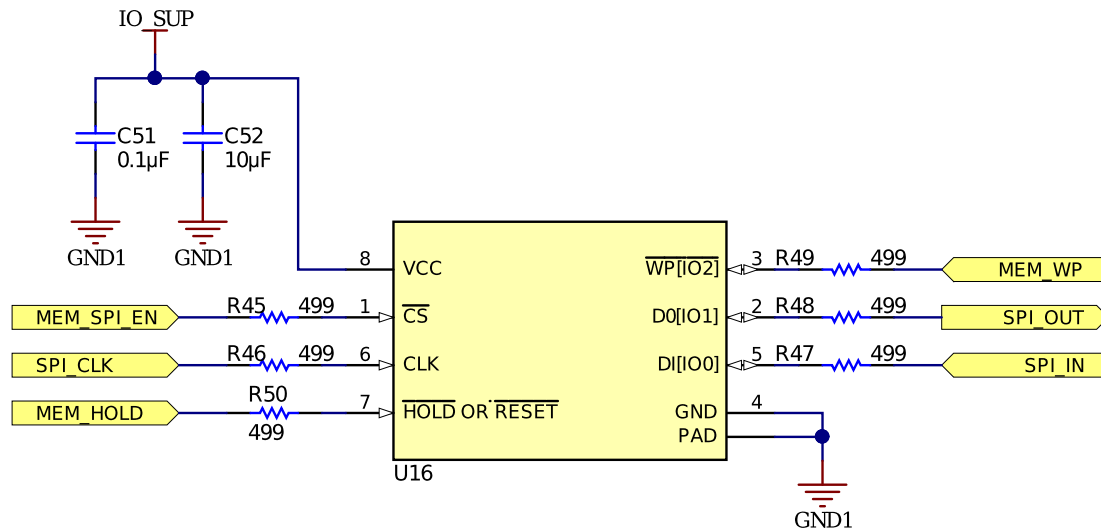 IO_SUP
C51
0.1µF
C52
10µF
GND1
GND1
8 VCC
WP[IO2] 3 R49 499 MEM_WP
MEM_SPI_EN R45 499 1 CS
D0[IO1] 2 R48 499 SPI_OUT
SPI_CLK R46 499 6 CLK
DI[IO0] 5 R47 499 SPI_IN
MEM_HOLD R50 499 7 HOLD OR RESET
GND 4
PAD
U16
GND1